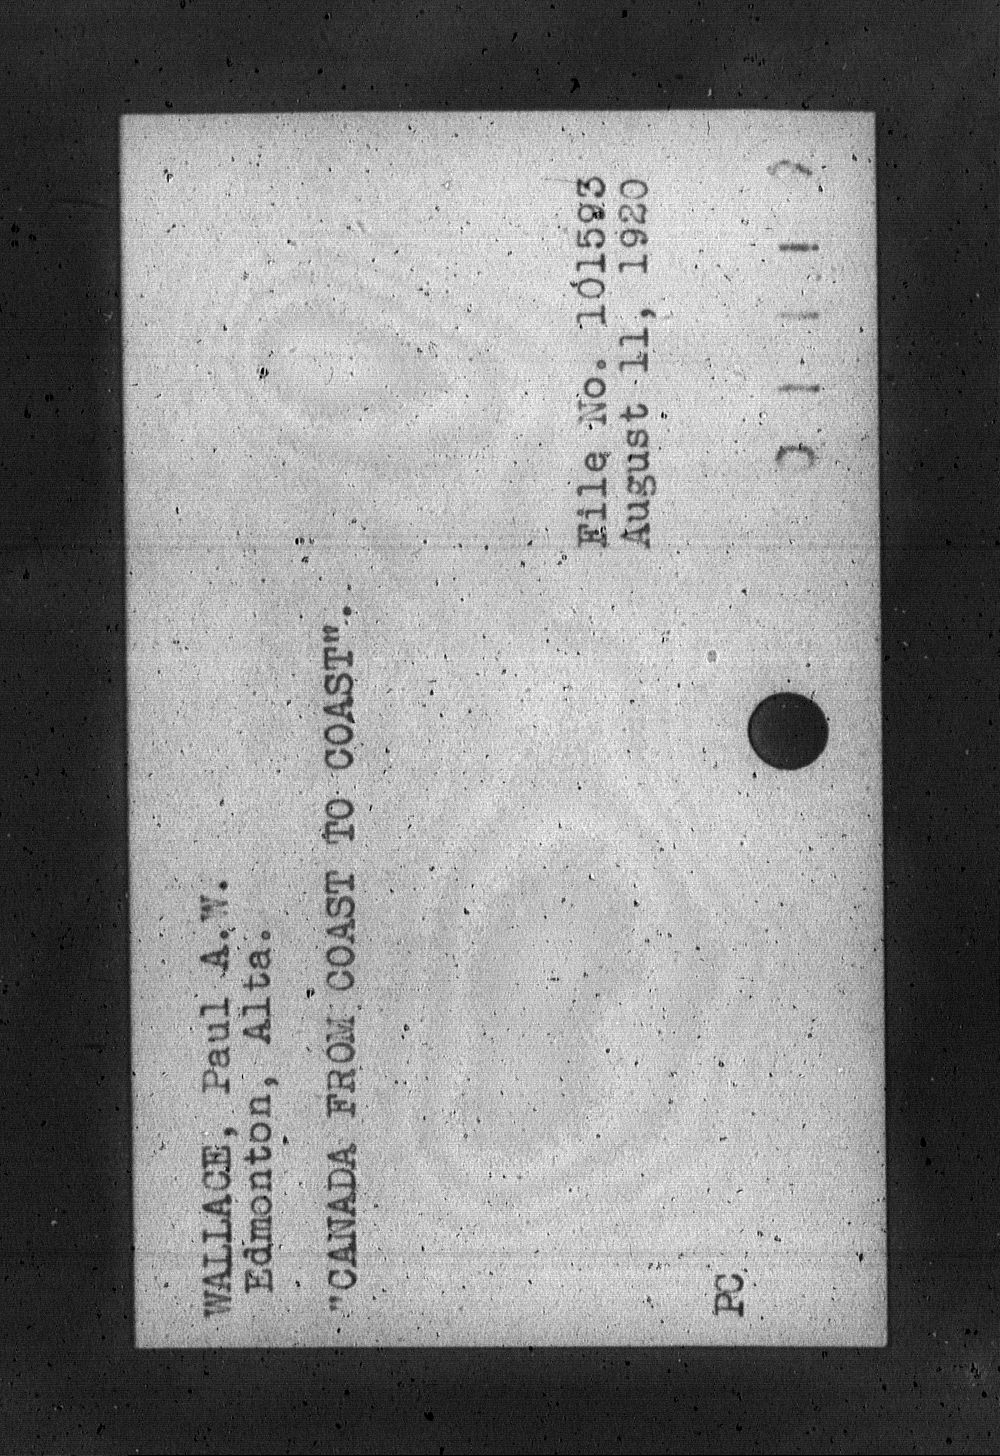 WALLACE, Paul A.W.
Edmonton, Alta.
"CANADA FROM COAST TO COAST".
File No. 101593
August 11, 1920
PC